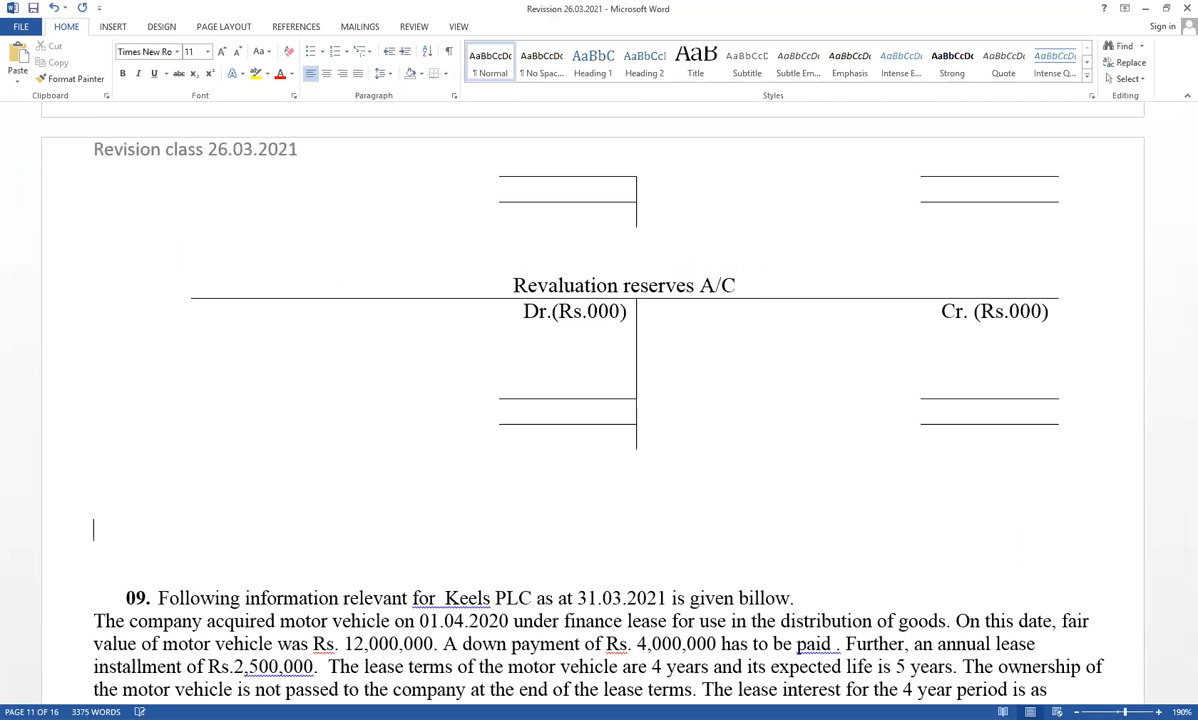 Revission 26.03.2021 - Microsoft Word
FILE HOME INSERT DESIGN PAGE LAYOUT REFERENCES MAILINGS REVIEW VIEW Sign in
Paste Cut Copy Format Painter
Times New Ro 11
AaBbCcDc ¶ Normal
AaBbCcDc ¶ No Spac...
AaBbC Heading 1
AaBbCcI Heading 2
AaB Title
AaBbCcC Subtitle
AaBbCcDc Subtle Em...
AaBbCcDc Emphasis
AaBbCcDc Intense E...
AaBbCcDc Strong
AaBbCcDc Quote
AaBbCcDc Intense Q...
Find
Replace
Select
Clipboard Font Paragraph Styles Editing
Revision class 26.03.2021
Revaluation reserves A/C
Dr.(Rs.000) Cr. (Rs.000)
09. Following information relevant for Keels PLC as at 31.03.2021 is given billow.
The company acquired motor vehicle on 01.04.2020 under finance lease for use in the distribution of goods. On this date, fair
value of motor vehicle was Rs. 12,000,000. A down payment of Rs. 4,000,000 has to be paid . Further, an annual lease
installment of Rs.2,500,000. The lease terms of the motor vehicle are 4 years and its expected life is 5 years. The ownership of
the motor vehicle is not passed to the company at the end of the lease terms. The lease interest for the 4 year period is as
PAGE 11 OF 16 3375 WORDS 190%